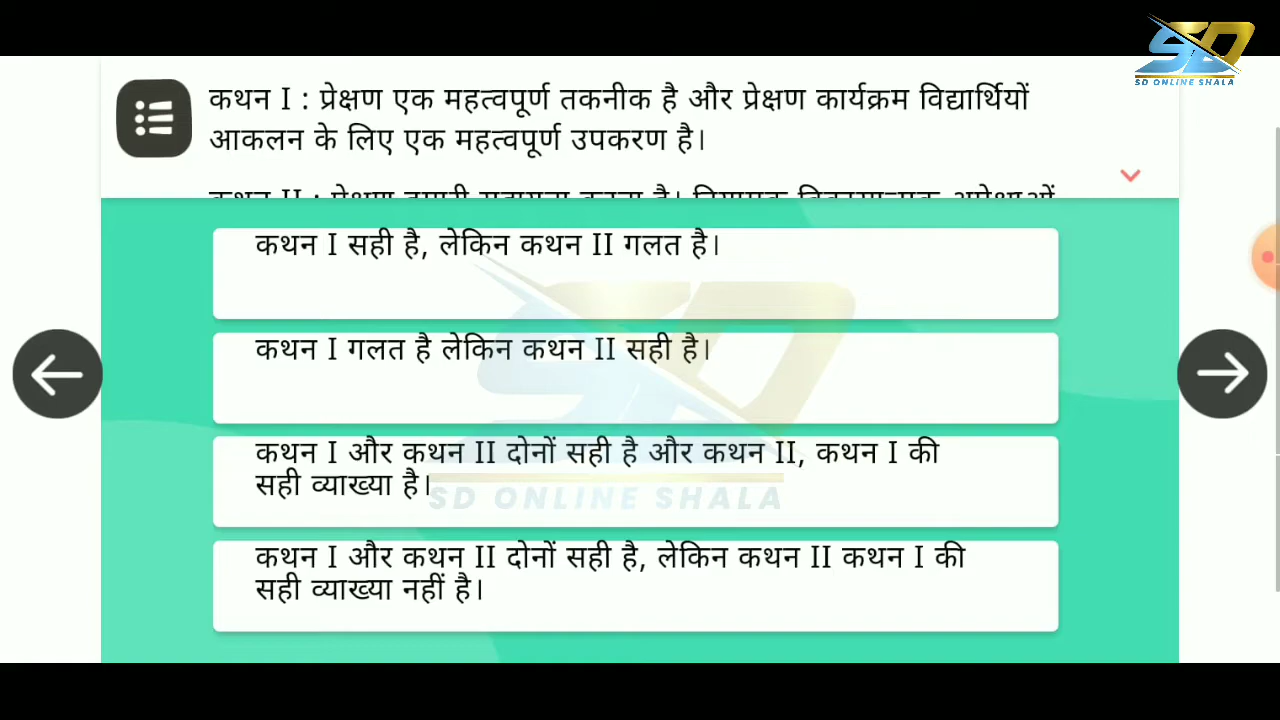 SD ONLINE SHALA
कथन I : प्रेक्षण एक महत्वपूर्ण तकनीक है और प्रेक्षण कार्यक्रम विद्यार्थियों
आकलन के लिए एक महत्वपूर्ण उपकरण है।
कथन I सही है, लेकिन कथन II गलत है।
कथन I गलत है लेकिन कथन II सही है।
कथन I और कथन II दोनों सही है और कथन II, कथन I की
सही व्याख्या है।
SD ONLINE SHALA
कथन I और कथन II दोनों सही है, लेकिन कथन II कथन I की
सही व्याख्या नहीं है।